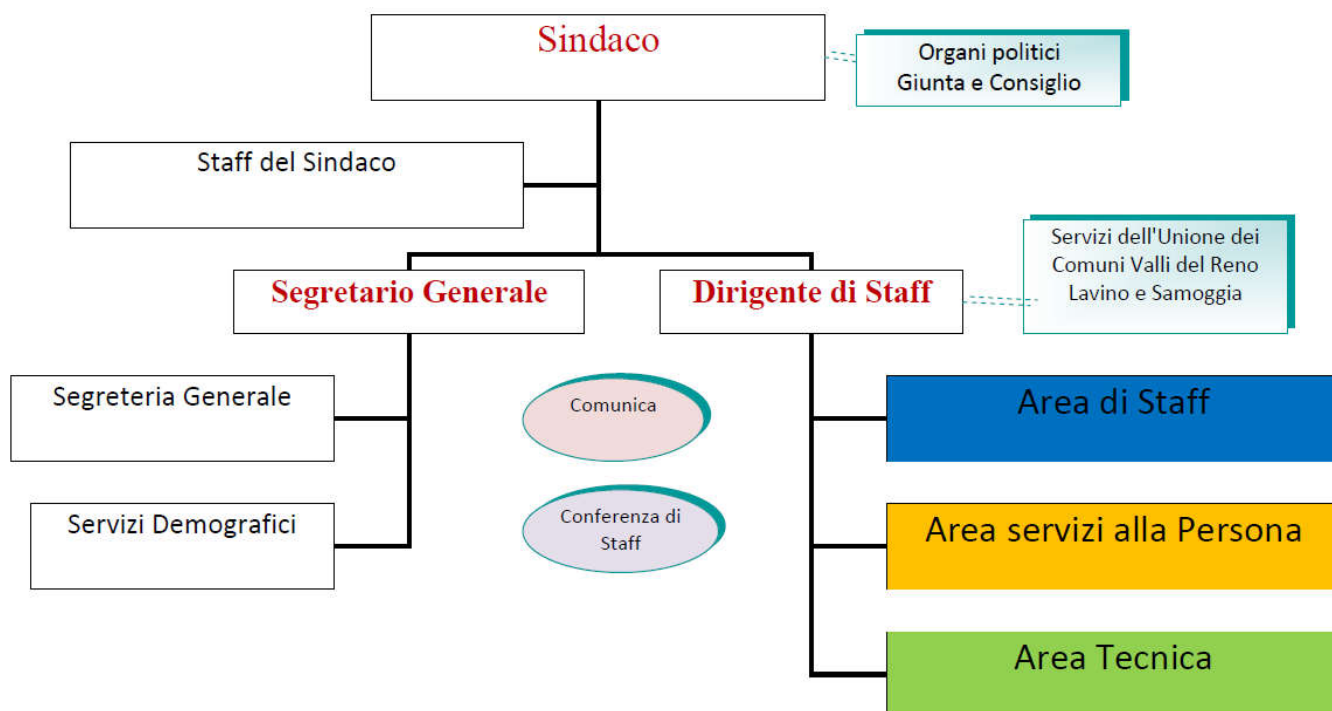 Sindaco
Organi politici
Giunta e Consiglio
Staff del Sindaco
Servizi dell'Unione dei
Comuni Valli del Reno
Lavino e Samoggia
Segretario Generale
Dirigente di Staff
Segreteria Generale
Comunica
Area di Staff
Servizi Demografici
Conferenza di
Staff
Area servizi alla Persona
Area Tecnica